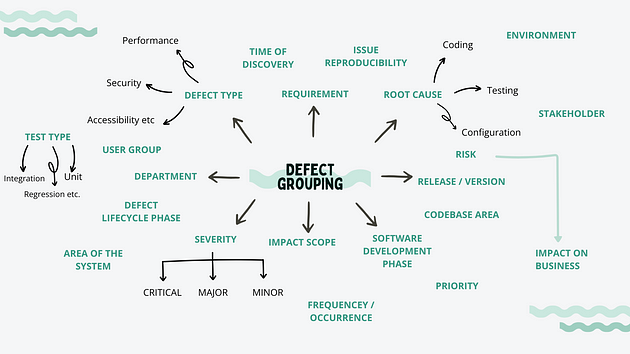 Performance
Security
Accessibility etc
DEFECT TYPE
TIME OF
DISCOVERY
ISSUE
REPRODUCIBILITY
REQUIREMENT
ROOT CAUSE
Coding
Testing
Configuration
ENVIRONMENT
STAKEHOLDER
TEST TYPE
Integration
Unit
Regression etc.
USER GROUP
DEPARTMENT
DEFECT
GROUPING
RISK
RELEASE / VERSION
DEFECT
LIFECYCLE PHASE
CODEBASE AREA
AREA OF THE
SYSTEM
SEVERITY
CRITICAL
MAJOR
MINOR
IMPACT SCOPE
SOFTWARE
DEVELOPMENT
PHASE
IMPACT ON
BUSINESS
PRIORITY
FREQUENCEY /
OCCURRENCE